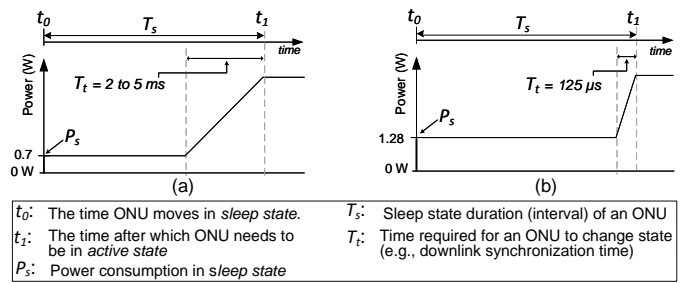 t0 Ts t1
time
Power (W)
Tt = 2 to 5 ms
Ps
0.7
0 W
(a)
t0 Ts t1
time
Power (W)
Tt = 125 µs
Ps
1.28
0 W
(b)
t0: The time ONU moves in sleep state.
t1: The time after which ONU needs to
be in active state
Ps: Power consumption in sleep state
Ts: Sleep state duration (interval) of an ONU
Tt: Time required for an ONU to change state
(e.g., downlink synchronization time)